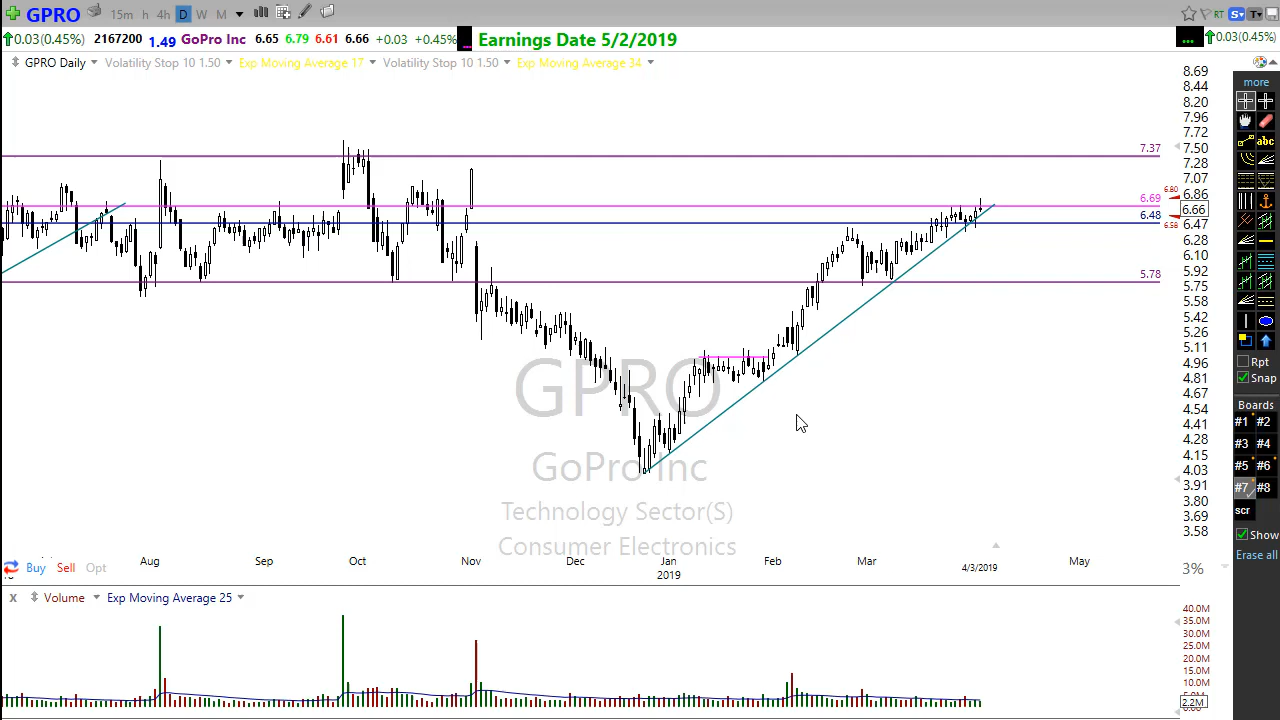 GPRO 15m h 4h D W M RT S T
0.03(0.45%) 2167200 1.49 GoPro Inc 6.65 6.79 6.61 6.66 +0.03 +0.45% ... Earnings Date 5/2/2019 ... 0.03(0.45%)
GPRO Daily Volatility Stop 10 1.50 Exp Moving Average 17 Volatility Stop 10 1.50 Exp Moving Average 34
more
abc
8.69
8.44
8.20
7.96
7.72
7.50
7.28
7.07
6.86
6.66
6.47
6.28
6.10
5.92
5.75
5.58
5.42
5.26
5.11
4.96
4.81
4.67
4.54
4.41
4.28
4.15
4.03
3.91
3.80
3.69
3.58
7.37
6.69
6.48
5.78
6.80
6.58
GPRO
GoPro Inc
Technology Sector(S)
Consumer Electronics
Rpt
Snap
Boards
#1 #2
#3 #4
#5 #6
#7 #8
scr
Show
Erase all
Aug Sep Oct Nov Dec Jan Feb Mar 4/3/2019 May
2019
Buy Sell Opt
3%
X Volume Exp Moving Average 25
40.0M
35.0M
30.0M
25.0M
20.0M
15.0M
10.0M
2.2M